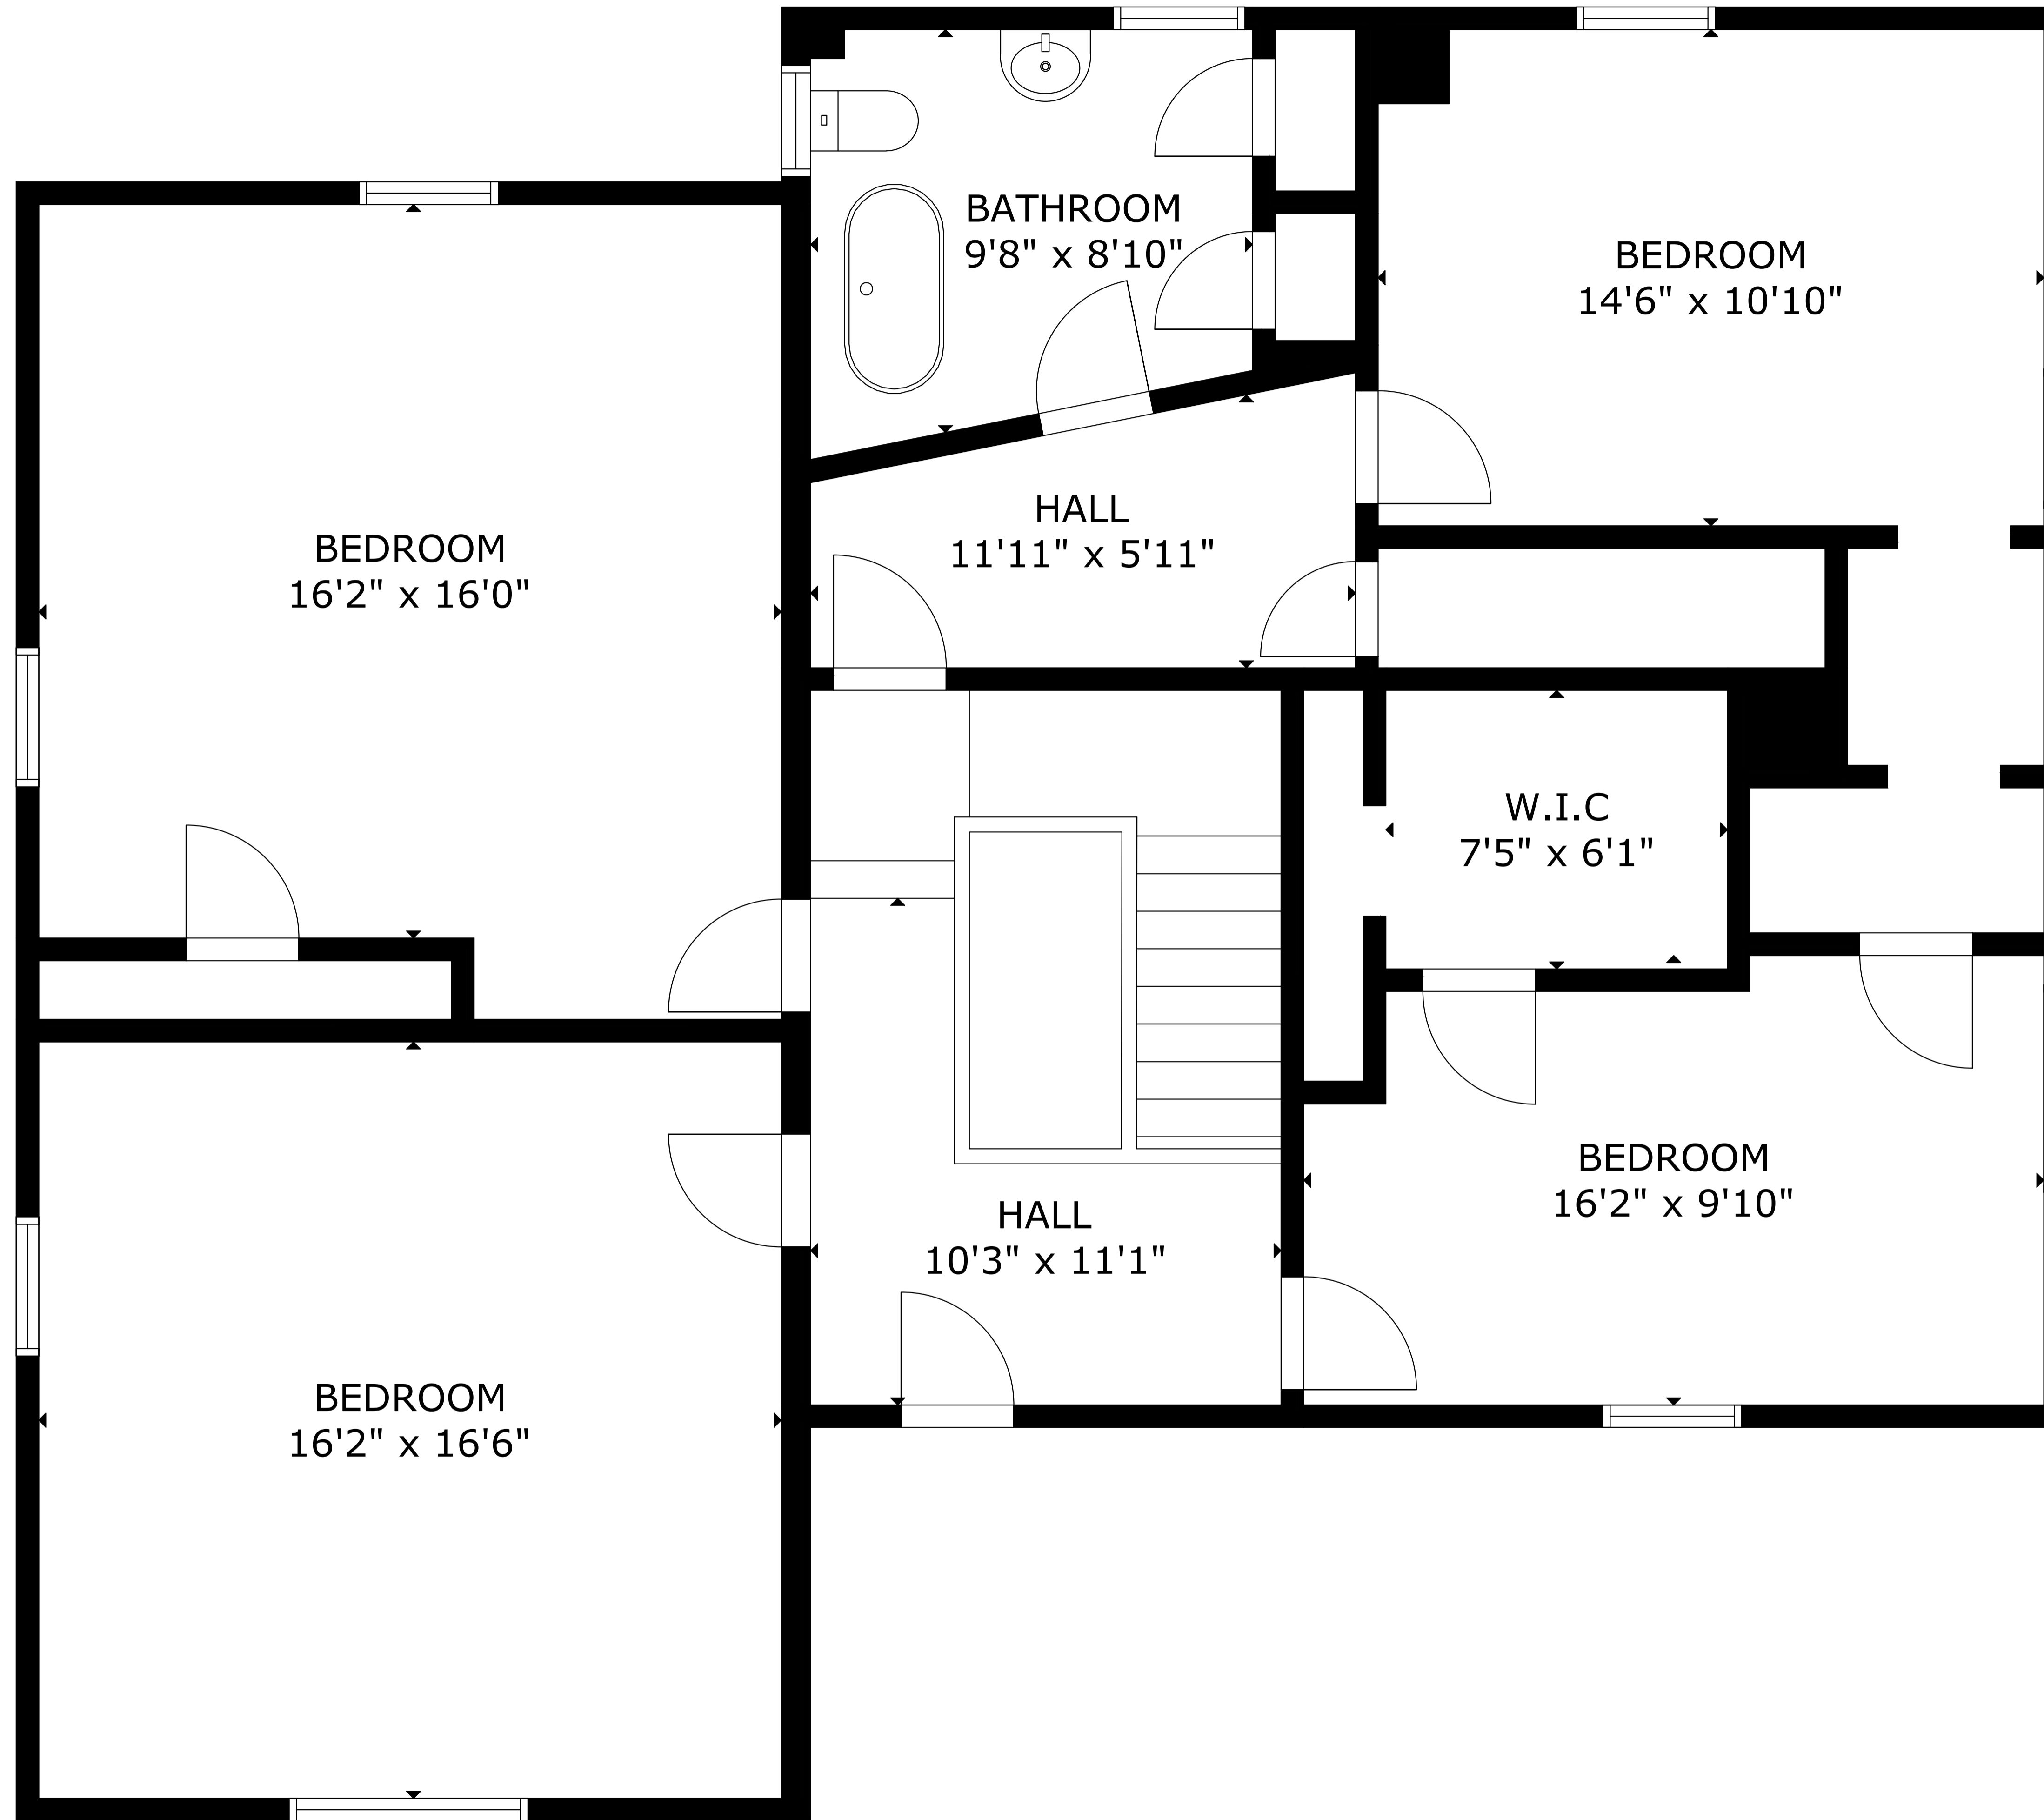 BATHROOM
9'8" x 8'10"
BEDROOM
14'6" x 10'10"
HALL
11'11" x 5'11"
BEDROOM
16'2" x 16'0"
W.I.C
7'5" x 6'1"
BEDROOM
16'2" x 9'10"
HALL
10'3" x 11'1"
BEDROOM
16'2" x 16'6"